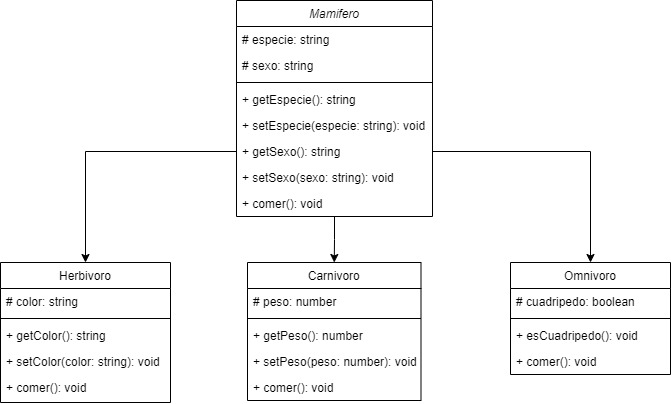 Mamifero
# especie: string
# sexo: string
+ getEspecie(): string
+ setEspecie(especie: string): void
+ getSexo(): string
+ setSexo(sexo: string): void
+ comer(): void
Herbivoro
# color: string
+ getColor(): string
+ setColor(color: string): void
+ comer(): void
Carnivoro
# peso: number
+ getPeso(): number
+ setPeso(peso: number): void
+ comer(): void
Omnivoro
# cuadripedo: boolean
+ esCuadripedo(): void
+ comer(): void